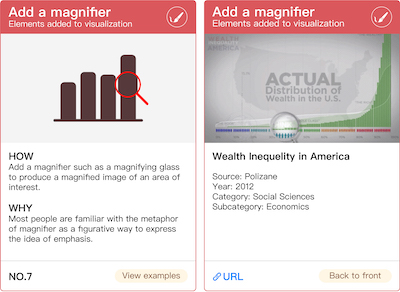 Add a magnifier
Elements added to visualization
HOW
Add a magnifier such as a magnifying glass
to produce a magnified image of an area of
interest.
WHY
Most people are familiar with the metaphor
of magnifier as a figurative way to express
the idea of emphasis.
NO.7
View examples
Add a magnifier
Elements added to visualization
WEALTH
AMERICA
ACTUAL
Distribution of
Wealth in the U.S.
Wealth Inequelity in America
Source: Polizane
Year: 2012
Category: Social Sciences
Subcategory: Economics
URL
Back to front